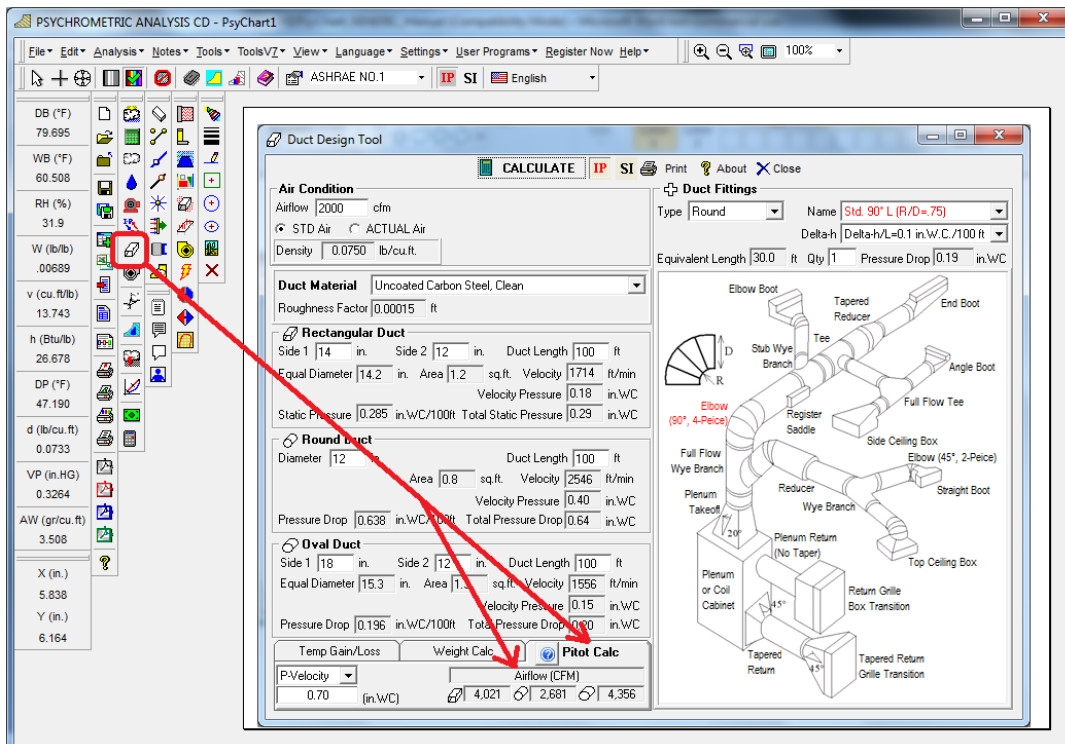 PSYCHROMETRIC ANALYSIS CD - PsyChart1
File Edit Analysis Notes Tools ToolsV7 View Language Settings User Programs Register Now Help 100%
ASHRAE NO.1 IP SI English
DB (°F)
79.695
WB (°F)
60.508
RH (%)
31.9
W (lb/lb)
.00689
v (cu.ft/lb)
13.743
h (Btu/lb)
26.678
DP (°F)
47.190
d (lb/cu.ft)
0.0733
VP (in.HG)
0.3264
AW (gr/cu.ft)
3.508
X (in.)
5.838
Y (in.)
6.164
Duct Design Tool
CALCULATE IP SI Print About Close
Air Condition
Airflow 2000 cfm
STD Air ACTUAL Air
Density 0.0750 lb/cu.ft.
Duct Material Uncoated Carbon Steel, Clean
Roughness Factor 0.00015 ft
Rectangular Duct
Side 1 14 in. Side 2 12 in. Duct Length 100 ft
Equal Diameter 14.2 in. Area 1.2 sq.ft. Velocity 1714 ft/min
Velocity Pressure 0.18 in.WC
Static Pressure 0.285 in.WC/100ft Total Static Pressure 0.29 in.WC
Round Duct
Diameter 12 Duct Length 100 ft
Area 0.8 sq.ft. Velocity 2546 ft/min
Velocity Pressure 0.40 in.WC
Pressure Drop 0.638 in.WC/100ft Total Pressure Drop 0.64 in.WC
Oval Duct
Side 1 18 in. Side 2 12 in. Duct Length 100 ft
Equal Diameter 15.3 in. Area sq.ft. Velocity 1556 ft/min
Velocity Pressure 0.15 in.WC
Pressure Drop 0.196 in.WC/100ft Total Pressure Drop 0.20 in.WC
Temp Gain/Loss Weight Calc Pitot Calc
P-Velocity Airflow (CFM)
0.70 (in.WC) 4,021 2,681 4,356
Duct Fittings
Type Round Name Std. 90° L (R/D=.75)
Delta-h Delta-h/L=0.1 in.W.C./100 ft
Equivalent Length 30.0 ft Qty 1 Pressure Drop 0.19 in.WC
Elbow Boot
Tapered
Reducer
End Boot
Tee
D
R
Stub Wye
Branch
Angle Boot
Elbow
(90°, 4-Peice)
Register
Saddle
Full Flow Tee
Side Ceiling Box
Full Flow
Wye Branch
Elbow (45°, 2-Peice)
Reducer
Straight Boot
Plenum
Takeoff
Wye Branch
20°
Plenum Return
(No Taper)
Top Ceiling Box
Plenum
or Coil
Cabinet
Return Grille
Box Transition
45°
Tapered
Return
45°
Tapered Return
Grille Transition